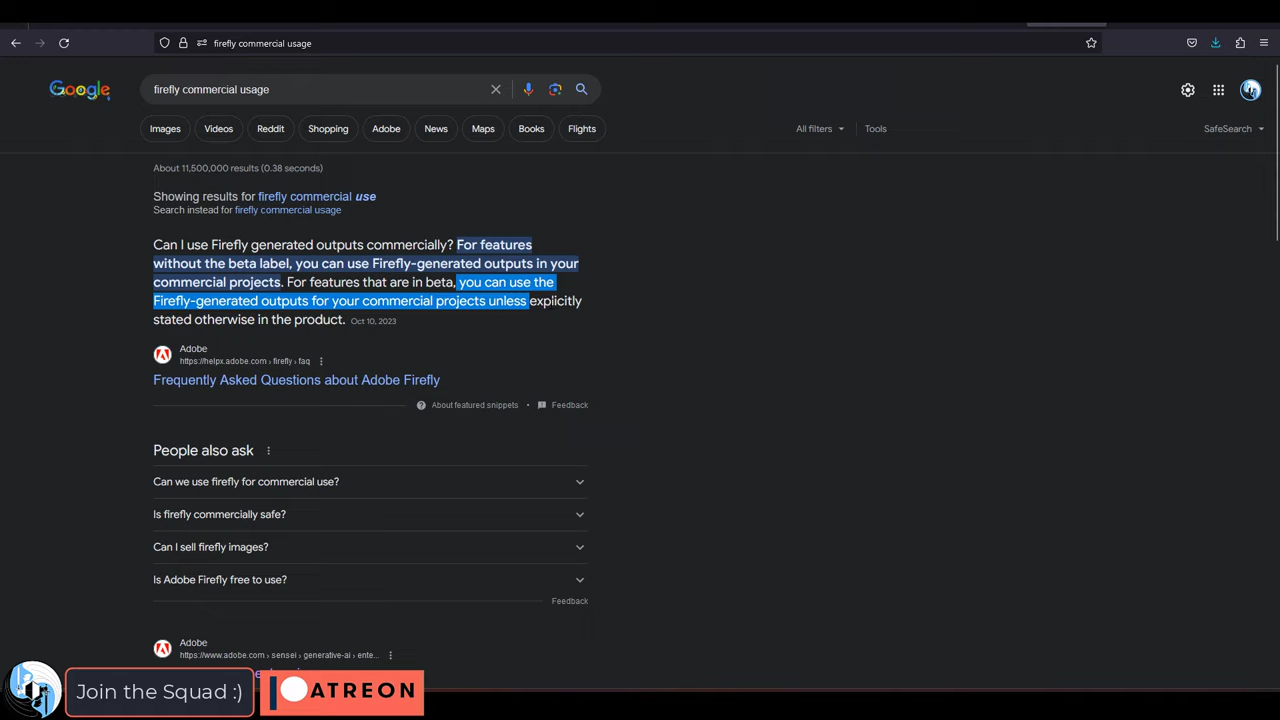 firefly commercial usage
Google
firefly commercial usage
Images
Videos
Reddit
Shopping
Adobe
News
Maps
Books
Flights
All filters
Tools
SafeSearch
About 11,500,000 results (0.38 seconds)
Showing results for firefly commercial use
Search instead for firefly commercial usage
Can I use Firefly generated outputs commercially? For features
without the beta label, you can use Firefly-generated outputs in your
commercial projects. For features that are in beta, you can use the
Firefly-generated outputs for your commercial projects unless explicitly
stated otherwise in the product. Oct 10, 2023
Adobe
https://helpx.adobe.com › firefly › faq
Frequently Asked Questions about Adobe Firefly
About featured snippets • Feedback
People also ask
Can we use firefly for commercial use?
Is firefly commercially safe?
Can I sell firefly images?
Is Adobe Firefly free to use?
Feedback
Adobe
https://www.adobe.com › sensei › generative-ai › ente...
Join the Squad :)
PATREON